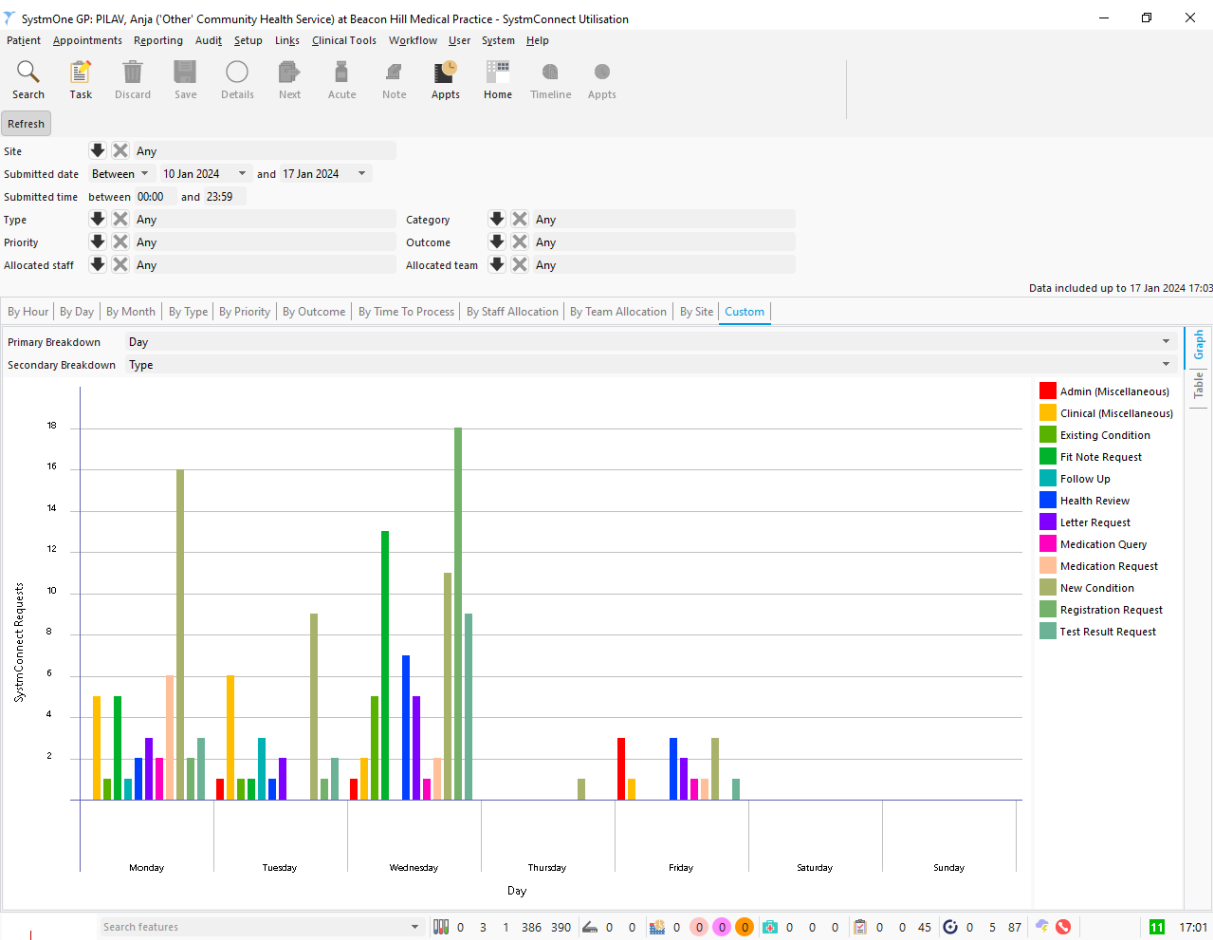 SystmOne GP: PILAV, Anja ('Other' Community Health Service) at Beacon Hill Medical Practice - SystmConnect Utilisation
Patient Appointments Reporting Audit Setup Links Clinical Tools Workflow User System Help
Search Task Discard Save Details Next Acute Note Appts Home Timeline Appts
Refresh
Site Any
Submitted date Between 10 Jan 2024 and 17 Jan 2024
Submitted time between 00:00 and 23:59
Type Any Category Any
Priority Any Outcome Any
Allocated staff Any Allocated team Any
Data included up to 17 Jan 2024 17:03
By Hour By Day By Month By Type By Priority By Outcome By Time To Process By Staff Allocation By Team Allocation By Site Custom
Primary Breakdown Day
Secondary Breakdown Type
Graph
Table
18
16
14
12
10
8
6
4
2
SystmConnect Requests
Monday Tuesday Wednesday Thursday Friday Saturday Sunday
Day
Admin (Miscellaneous)
Clinical (Miscellaneous)
Existing Condition
Fit Note Request
Follow Up
Health Review
Letter Request
Medication Query
Medication Request
New Condition
Registration Request
Test Result Request
Search features 0 3 1 386 390 0 0 0 0 0 0 0 0 0 0 0 45 0 5 87 11 17:01